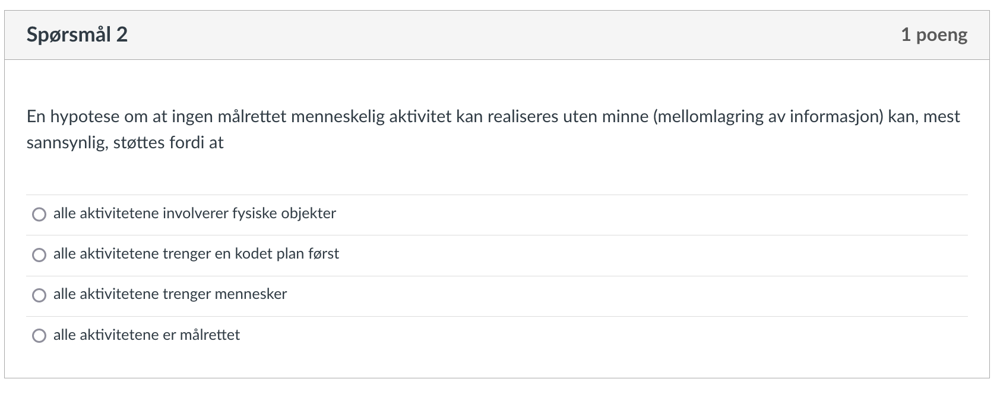 Spørsmål 2
1 poeng
En hypotese om at ingen målrettet menneskelig aktivitet kan realiseres uten minne (mellomlagring av informasjon) kan, mest
sannsynlig, støttes fordi at
alle aktivitetene involverer fysiske objekter
alle aktivitetene trenger en kodet plan først
alle aktivitetene trenger mennesker
alle aktivitetene er målrettet